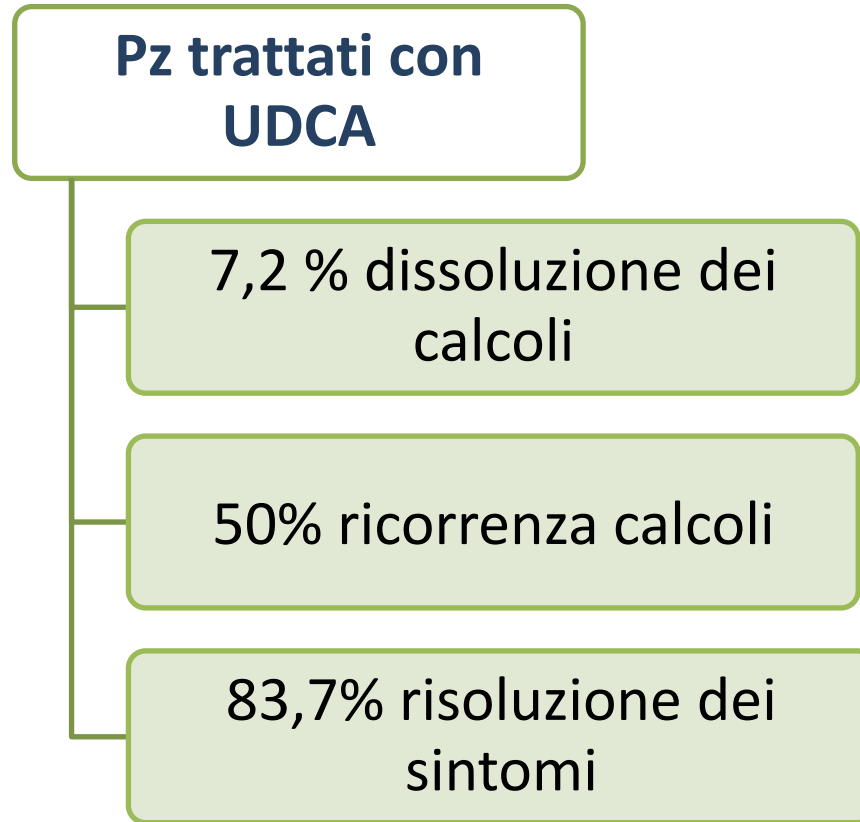 Pz trattati con
UDCA
7,2 % dissoluzione dei
calcoli
50% ricorrenza calcoli
83,7% risoluzione dei
sintomi